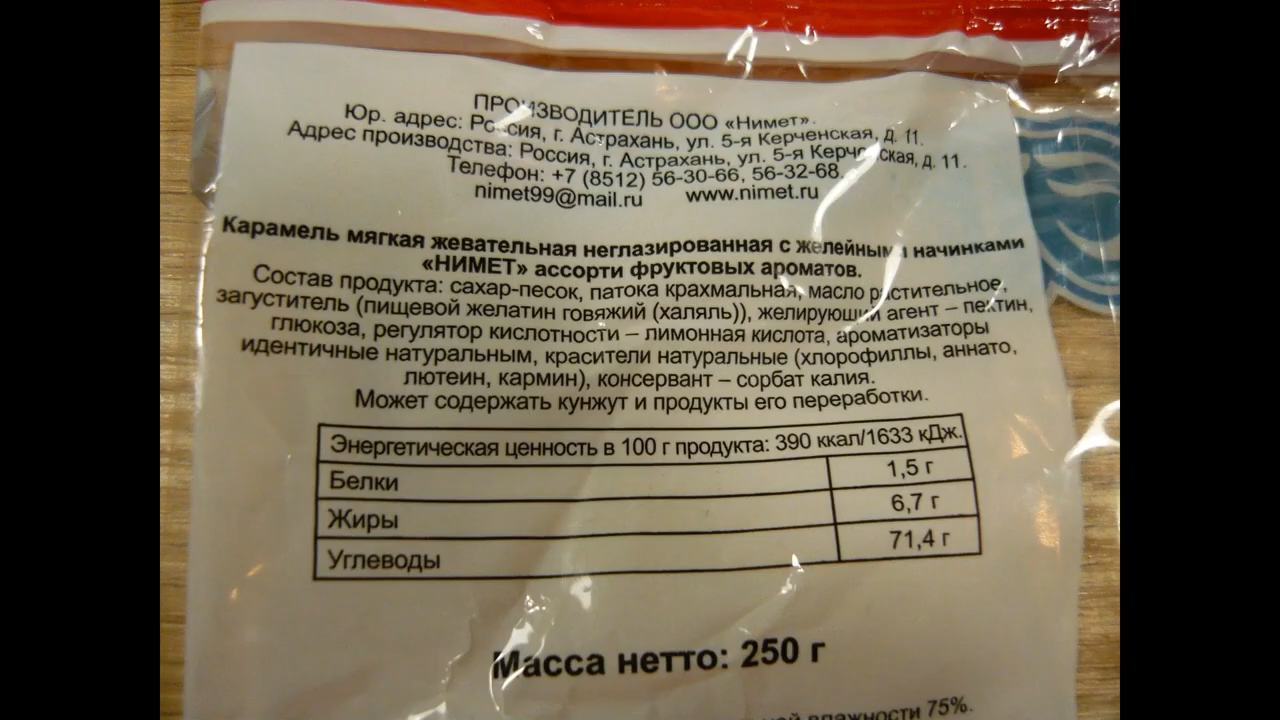 ПРОИЗВОДИТЕЛЬ ООО «Нимет».
Юр. адрес: Россия, г. Астрахань, ул. 5-я Керченская, д. 11.
Адрес производства: Россия, г. Астрахань, ул. 5-я Керченская, д. 11.
Телефон: +7 (8512) 56-30-66, 56-32-68.
nimet99@mail.ru www.nimet.ru
Карамель мягкая жевательная неглазированная с желейными начинками
«НИМЕТ» ассорти фруктовых ароматов.
Состав продукта: сахар-песок, патока крахмальная, масло растительное,
загуститель (пищевой желатин говяжий (халяль)), желирующий агент – пектин,
глюкоза, регулятор кислотности – лимонная кислота, ароматизаторы
идентичные натуральным, красители натуральные (хлорофиллы, аннато,
лютеин, кармин), консервант – сорбат калия.
Может содержать кунжут и продукты его переработки.
Энергетическая ценность в 100 г продукта: 390 ккал/1633 кДж.
Белки 1,5 г
Жиры 6,7 г
Углеводы 71,4 г
Масса нетто: 250 г
влажности 75%.